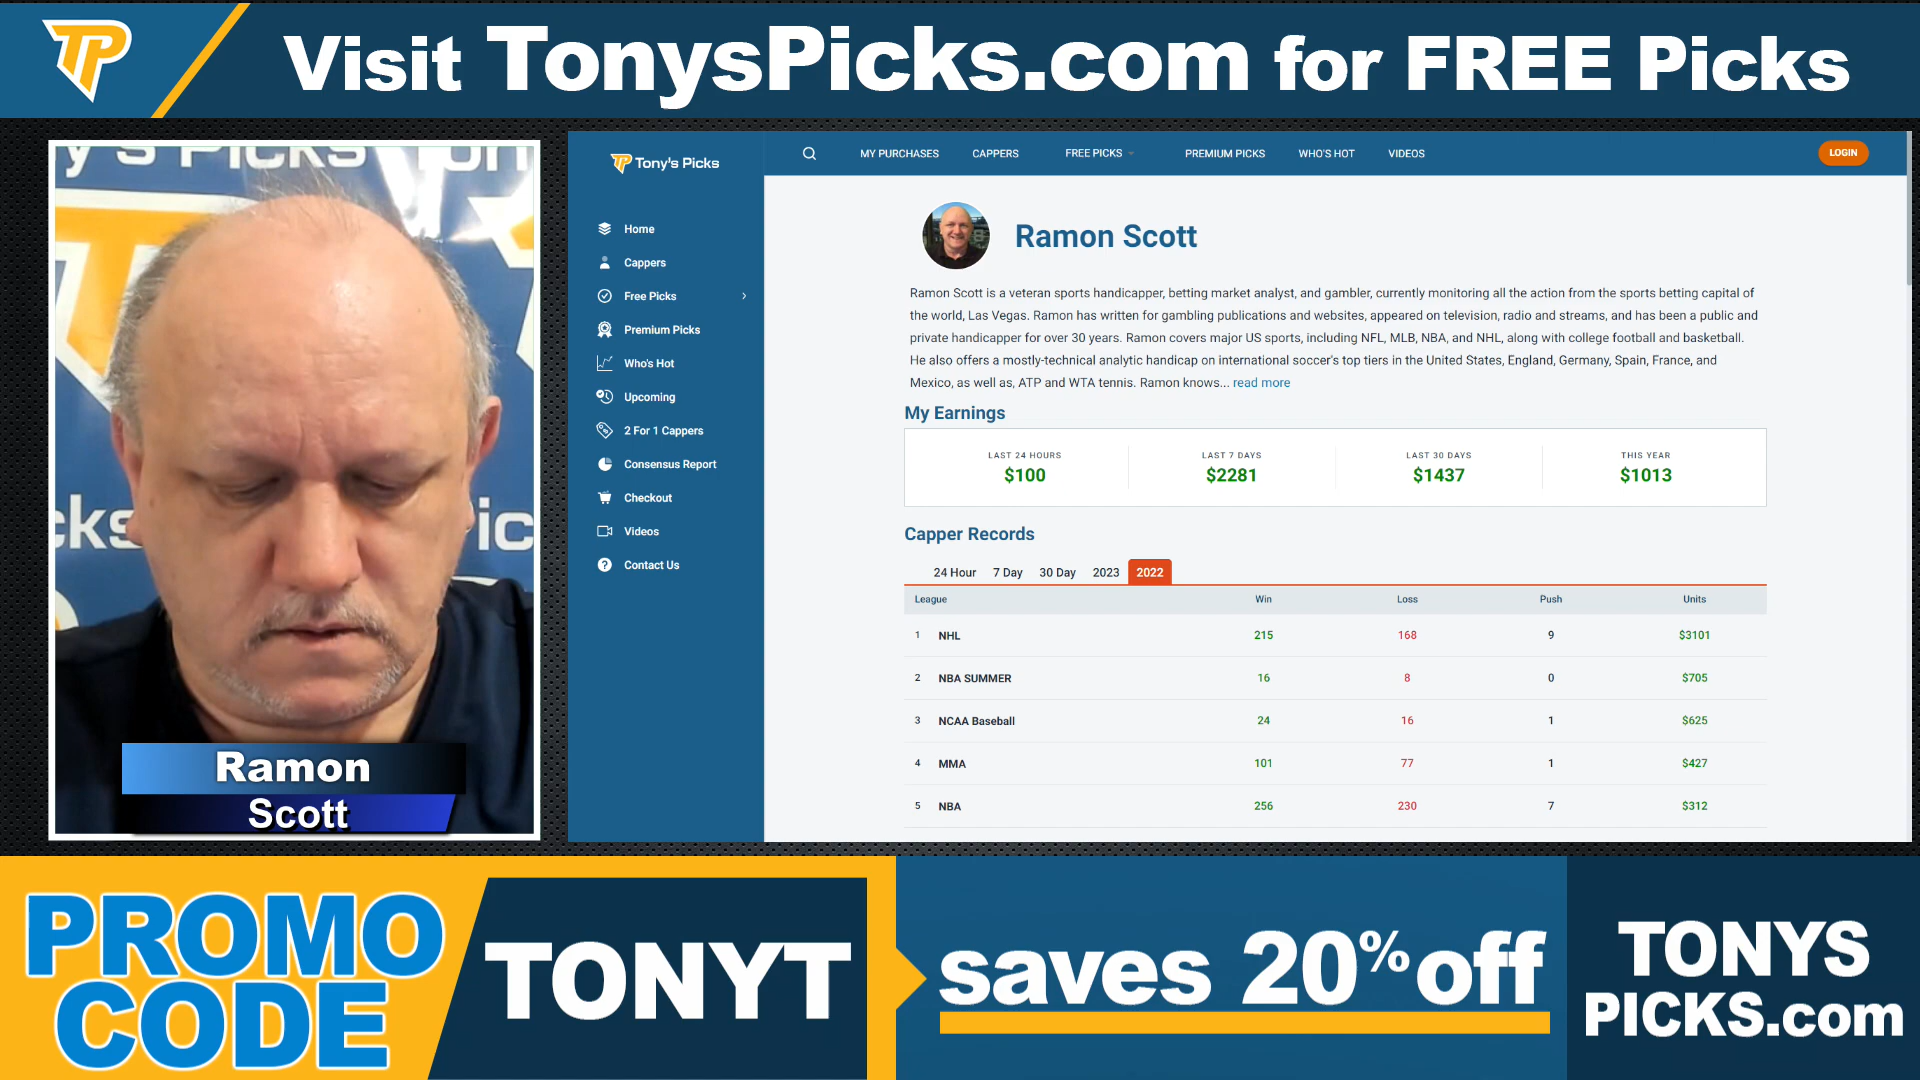 TP
Visit TonysPicks.com for FREE Picks
y's Picks Ton
cks
ic
Ramon
Scott
TP Tony's Picks
MY PURCHASES
CAPPERS
FREE PICKS
PREMIUM PICKS
WHO'S HOT
VIDEOS
LOGIN
Home
Cappers
Free Picks
Premium Picks
Who's Hot
Upcoming
2 For 1 Cappers
Consensus Report
Checkout
Videos
Contact Us
Ramon Scott
Ramon Scott is a veteran sports handicapper, betting market analyst, and gambler, currently monitoring all the action from the sports betting capital of
the world, Las Vegas. Ramon has written for gambling publications and websites, appeared on television, radio and streams, and has been a public and
private handicapper for over 30 years. Ramon covers major US sports, including NFL, MLB, NBA, and NHL, along with college football and basketball.
He also offers a mostly-technical analytic handicap on international soccer's top tiers in the United States, England, Germany, Spain, France, and
Mexico, as well as, ATP and WTA tennis. Ramon knows... read more
My Earnings
LAST 24 HOURS LAST 7 DAYS LAST 30 DAYS THIS YEAR
$100 $2281 $1437 $1013
Capper Records
24 Hour 7 Day 30 Day 2023 2022
League Win Loss Push Units
1 NHL 215 168 9 $3101
2 NBA SUMMER 16 8 0 $705
3 NCAA Baseball 24 16 1 $625
4 MMA 101 77 1 $427
5 NBA 256 230 7 $312
PROMO
CODE
TONYT
saves 20% off
TONYS
PICKS.com